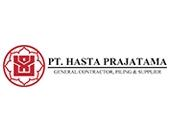 PT. HASTA PRAJATAMA
GENERAL CONTRACTOR, PILING & SUPPLIER